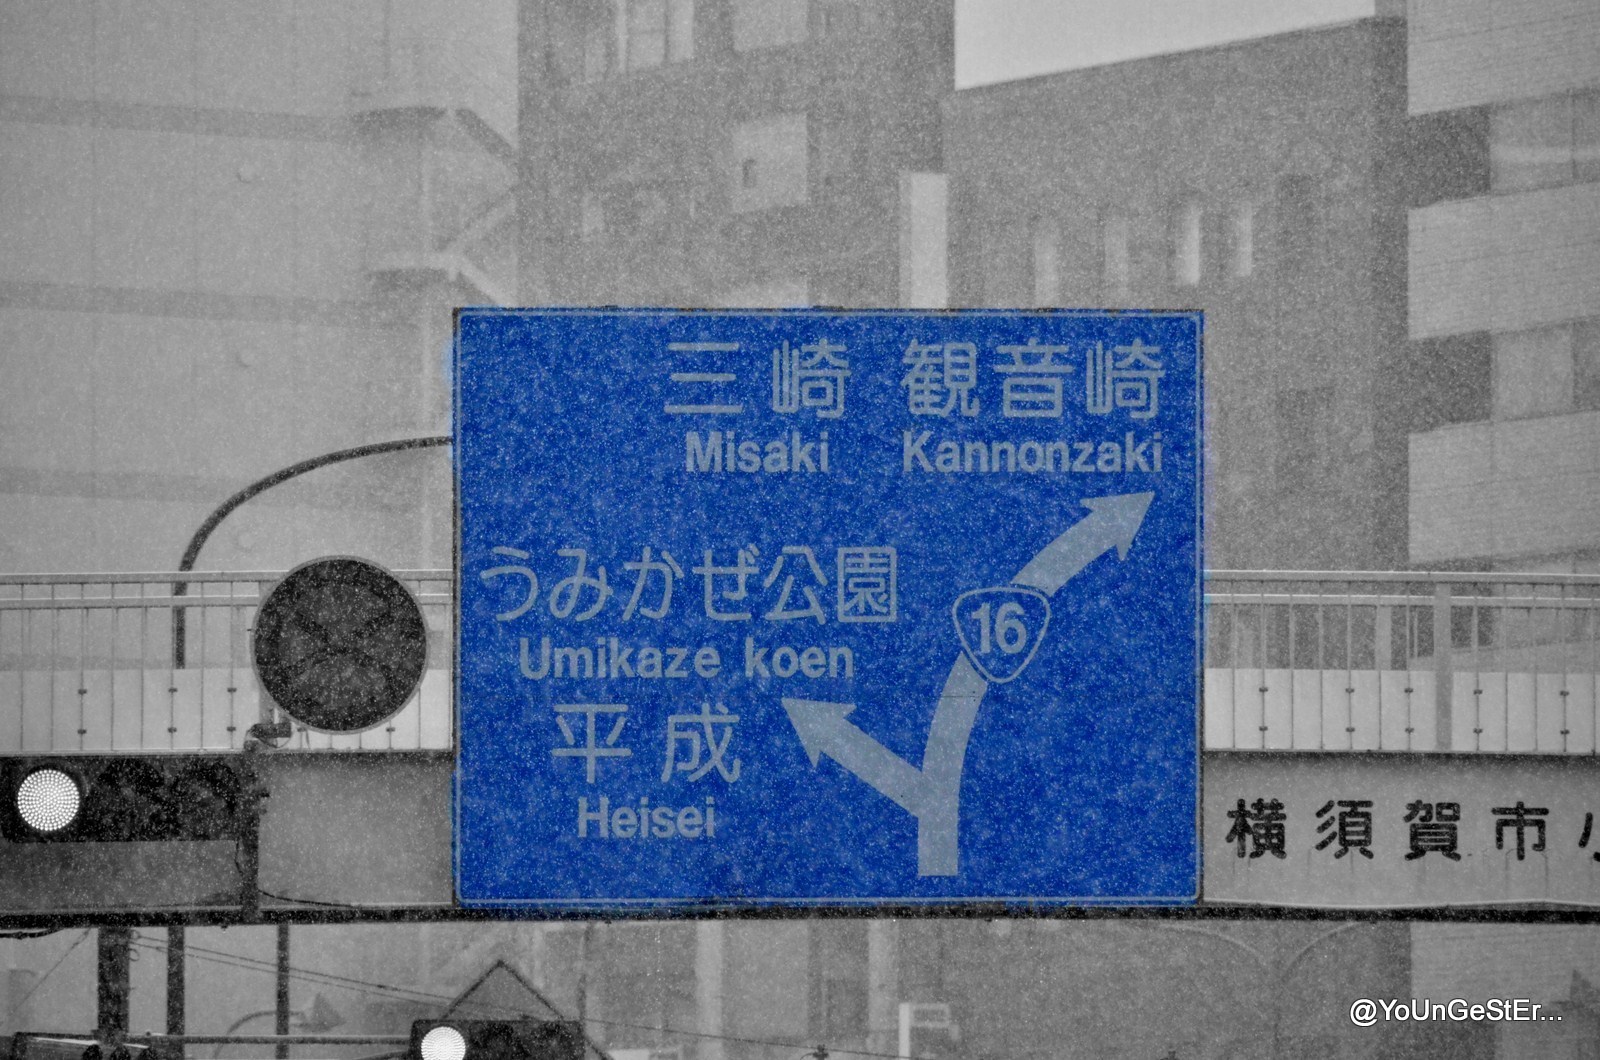 三崎 観音崎
Misaki Kannonzaki
うみかぜ公園
Umikaze koen
16
平成
Heisei
横須賀市小
@YoUnGeStEr...